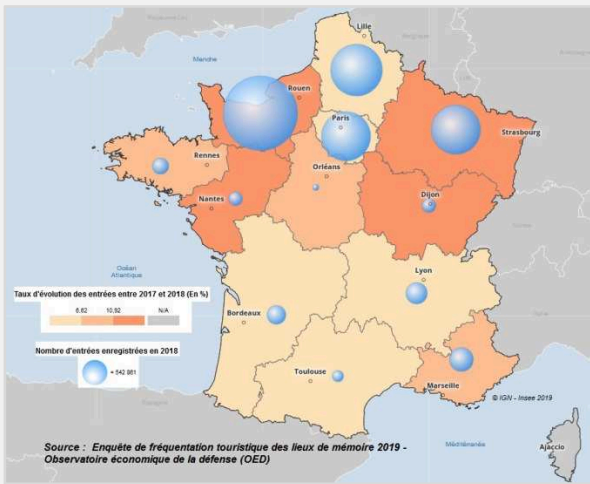 Lille
Manche
Rouen
Paris
Strasbourg
Rennes
Orléans
Nantes
Dijon
Océan
Atlantique
Taux d'évolution des entrées entre 2017 et 2018 (En %)
Lyon
8,62 10,92 N/A
Bordeaux
Nombre d'entrées enregistrées en 2018
= 542 861
Toulouse
Marseille
© IGN - Insee 2019
Source : Enquête de fréquentation touristique des lieux de mémoire 2019 -
Observatoire économique de la défense (OED)
Méditerranée
Ajaccio